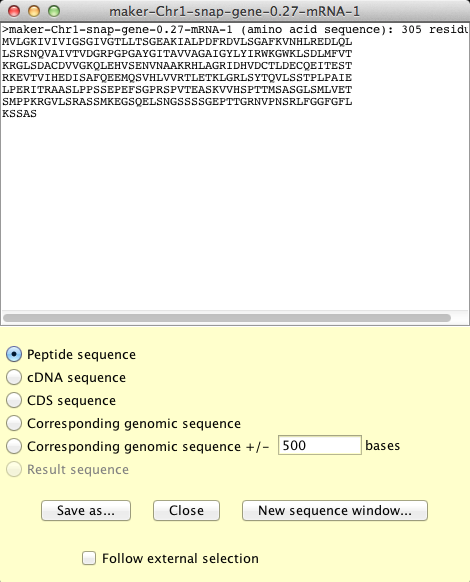 maker-Chr1-snap-gene-0.27-mRNA-1
>maker-Chr1-snap-gene-0.27-mRNA-1 (amino acid sequence): 305 residu
MVLGKIVIVIGSGIVGTLLTSGEAKIALPDFRDVLSGAFKVNHLREDLQL
LSRSNQVAIVTVDGRPGPGAYGITAVVAGAIGYLYIRWKGWKLSDLMFVT
KRGLSDACDVVGKQLEHVSENVNAAKRHLAGRIDHVDCTLDECQEITEST
RKEVTVIHEDISAFQEEMQSVHLVVRTLETKLGRLSYTQVLSSTPLPAIE
LPERITRAASLPPSSEPEFSGPRSPVTEASKVVHSPTTMSASGLSMLVET
SMPPKRGVLSRASSMKEGSQELSNGSSSSGEPTTGRNVPNSRLFGGFGFL
KSSAS
Peptide sequence
cDNA sequence
CDS sequence
Corresponding genomic sequence
Corresponding genomic sequence +/- 500 bases
Result sequence
Save as... Close New sequence window...
Follow external selection